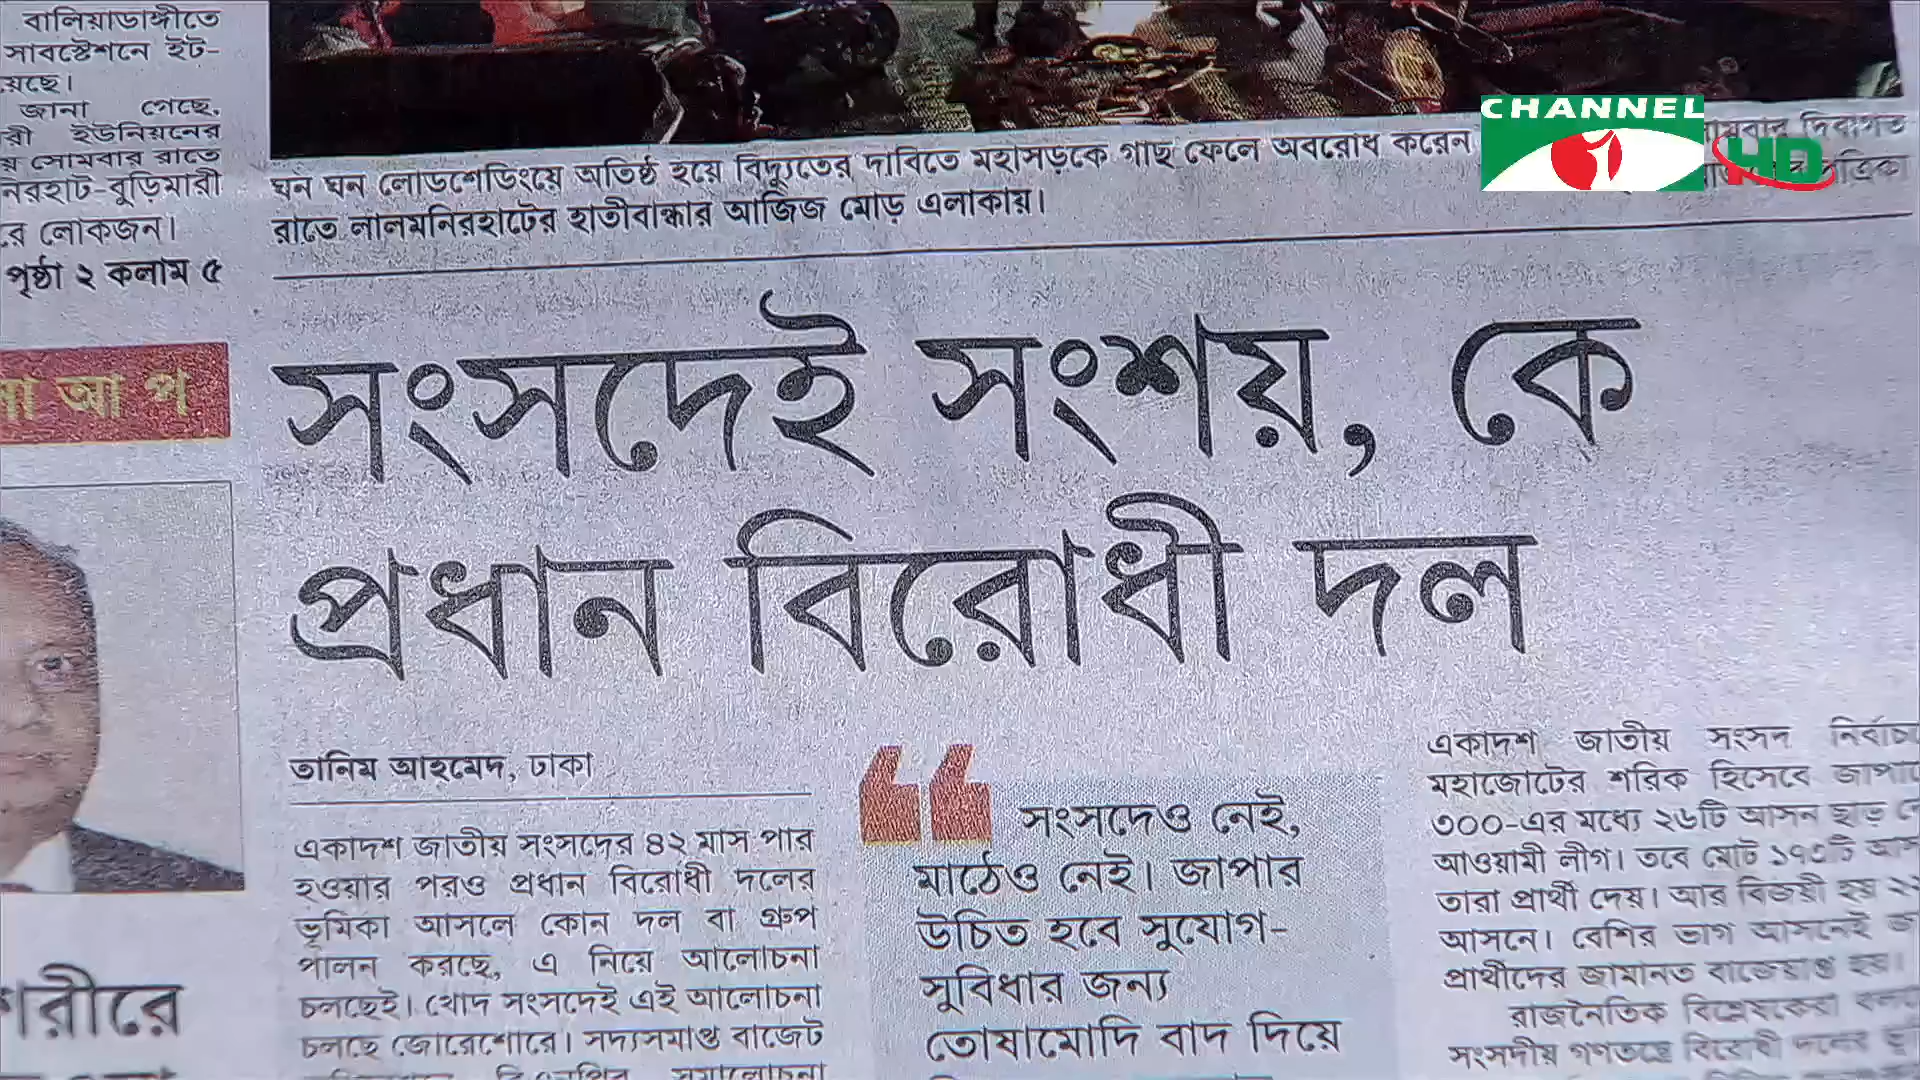 বালিয়াডাঙ্গীতে
সাবস্টেশনে ইট-
য়েছে।
জানা গেছে,
রী ইউনিয়নের
য় সোমবার রাতে
নিরহাট-বুড়িমারী
রে লোকজন।
পৃষ্ঠা ২ কলাম ৫
CHANNEL
HD
ঘন ঘন লোডশেডিংয়ে অতিষ্ঠ হয়ে বিদ্যুতের দাবিতে মহাসড়কে গাছ ফেলে অবরোধ করেন
রাতে লালমনিরহাটের হাতীবান্ধার আজিজ মোড় এলাকায়।
আ প
সংসদেই সংশয়, কে
প্রধান বিরোধী দল
তানিম আহমেদ, ঢাকা
একাদশ জাতীয় সংসদের ৪২ মাস পার
হওয়ার পরও প্রধান বিরোধী দলের
ভূমিকা আসলে কোন দল বা গ্রুপ
পালন করছে, এ নিয়ে আলোচনা
চলছেই। খোদ সংসদেই এই আলোচনা
চলছে জোরেশোরে। সদ্যসমাপ্ত বাজেট
সমালোচনা
“
সংসদেও নেই,
মাঠেও নেই। জাপার
উচিত হবে সুযোগ-
সুবিধার জন্য
তোষামোদি বাদ দিয়ে
একাদশ জাতীয় সংসদ
মহাজোটের শরিক হিসেবে
৩০০-এর মধ্যে ২৬টি আসন ছাড়
আওয়ামী লীগ। তবে মোট
তারা প্রার্থী দেয়। আর বিজয়ী হয়
আসনে। বেশির ভাগ আসনেই
প্রার্থীদের জামানত বাজেয়াপ্ত হয়।
রাজনৈতিক বিশ্লেষকেরা
সংসদীয় গণতন্ত্রে বিরোধী দলের
শরীরে